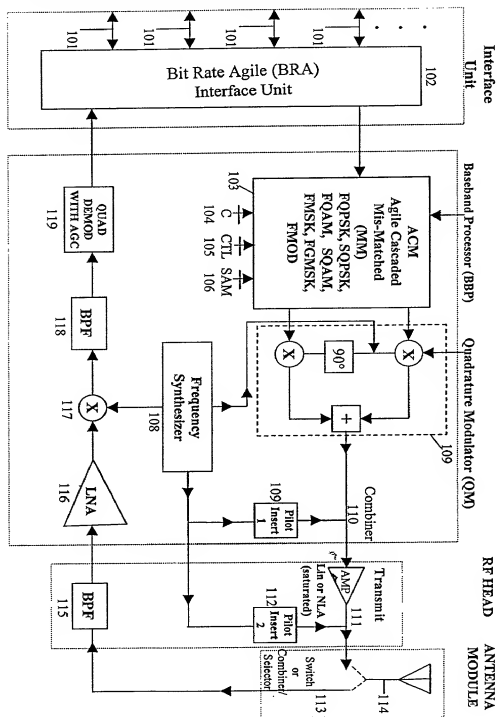 Interface
Unit
102
Bit Rate Agile (BRA)
Interface Unit
101
101
101
101
Baseband Processor (BBP)
Quadrature Modulator (QM)
109
103
ACM
Agile Cascaded
Mis-Matched
(MM)
FQPSK, SQPSK,
FQAM, SQAM,
FMSK, FGMSK,
FMOD
C
104
CTL
105
SAM
106
X
90°
X
+
Frequency
Synthesizer
108
QUAD
DEMOD
WITH AGC
119
BPF
118
X
117
LNA
116
109
Pilot
Insert
1
Combiner
110
RF HEAD
Transmit
AMP
111
Lin or NLA
(saturated)
112
Pilot
Insert
2
BPF
115
ANTENNA
MODULE
114
Switch
or
Combiner/
Selector
113